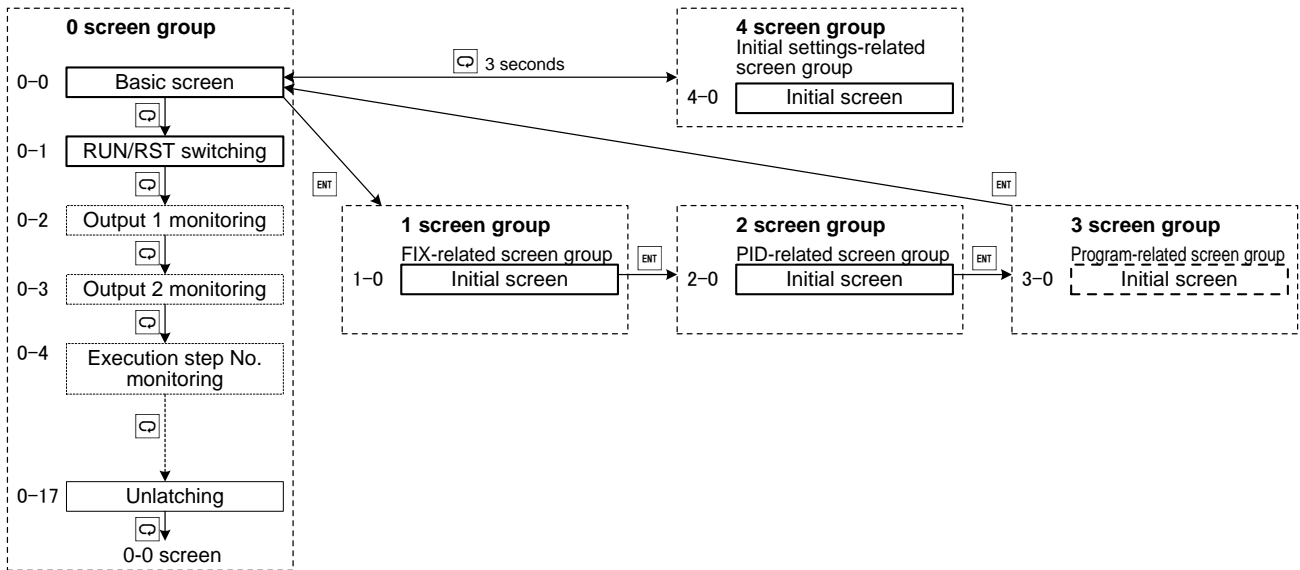 0 screen group
0-0
Basic screen
0-1
RUN/RST switching
0-2
Output 1 monitoring
0-3
Output 2 monitoring
0-4
Execution step No.
monitoring
0-17
Unlatching
0-0 screen
3 seconds
4 screen group
Initial settings-related
screen group
4-0
Initial screen
ENT
ENT
1 screen group
FIX-related screen group
1-0
Initial screen
ENT
2 screen group
PID-related screen group
2-0
Initial screen
ENT
3 screen group
Program-related screen group
3-0
Initial screen